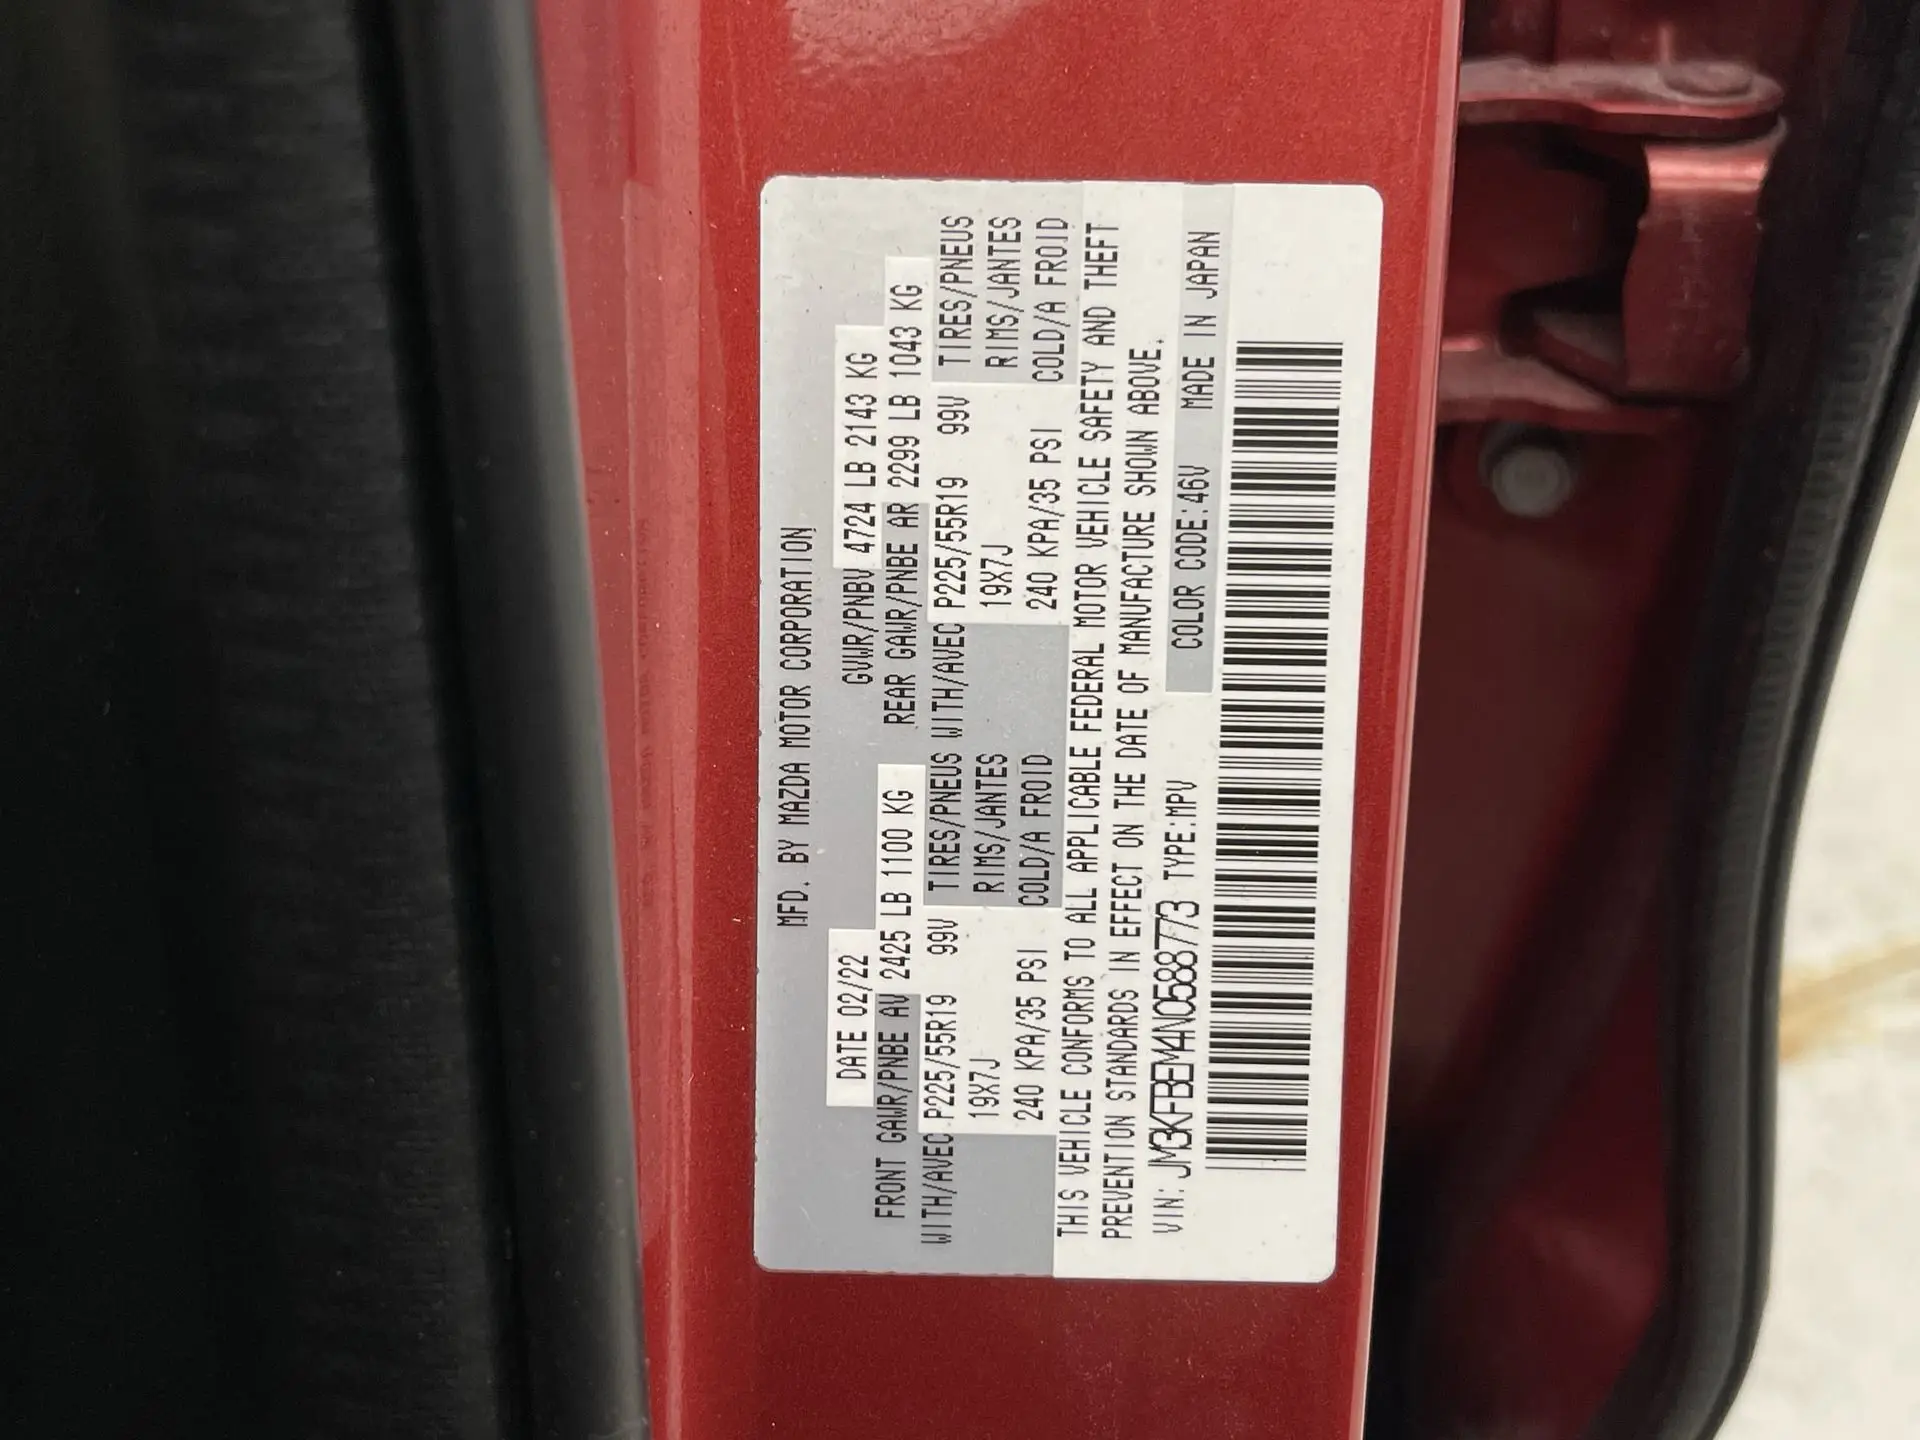 MFD. BY MAZDA MOTOR CORPORATION
DATE 02/22 GVWR/PNBV 4724 LB 2143 KG
FRONT GAWR/PNBE AV 2425 LB 1100 KG REAR GAWR/PNBE AR 2299 LB 1043 KG
WITH/AVEC P225/55R19 99V TIRES/PNEUS WITH/AVEC P225/55R19 99V TIRES/PNEUS
19X7J RIMS/JANTES 19X7J RIMS/JANTES
240 KPA/35 PSI COLD/A FROID 240 KPA/35 PSI COLD/A FROID
THIS VEHICLE CONFORMS TO ALL APPLICABLE FEDERAL MOTOR VEHICLE SAFETY AND THEFT
PREVENTION STANDARDS IN EFFECT ON THE DATE OF MANUFACTURE SHOWN ABOVE.
VIN: JM3KFBEM4N0588773 TYPE:MPV COLOR CODE:46V MADE IN JAPAN